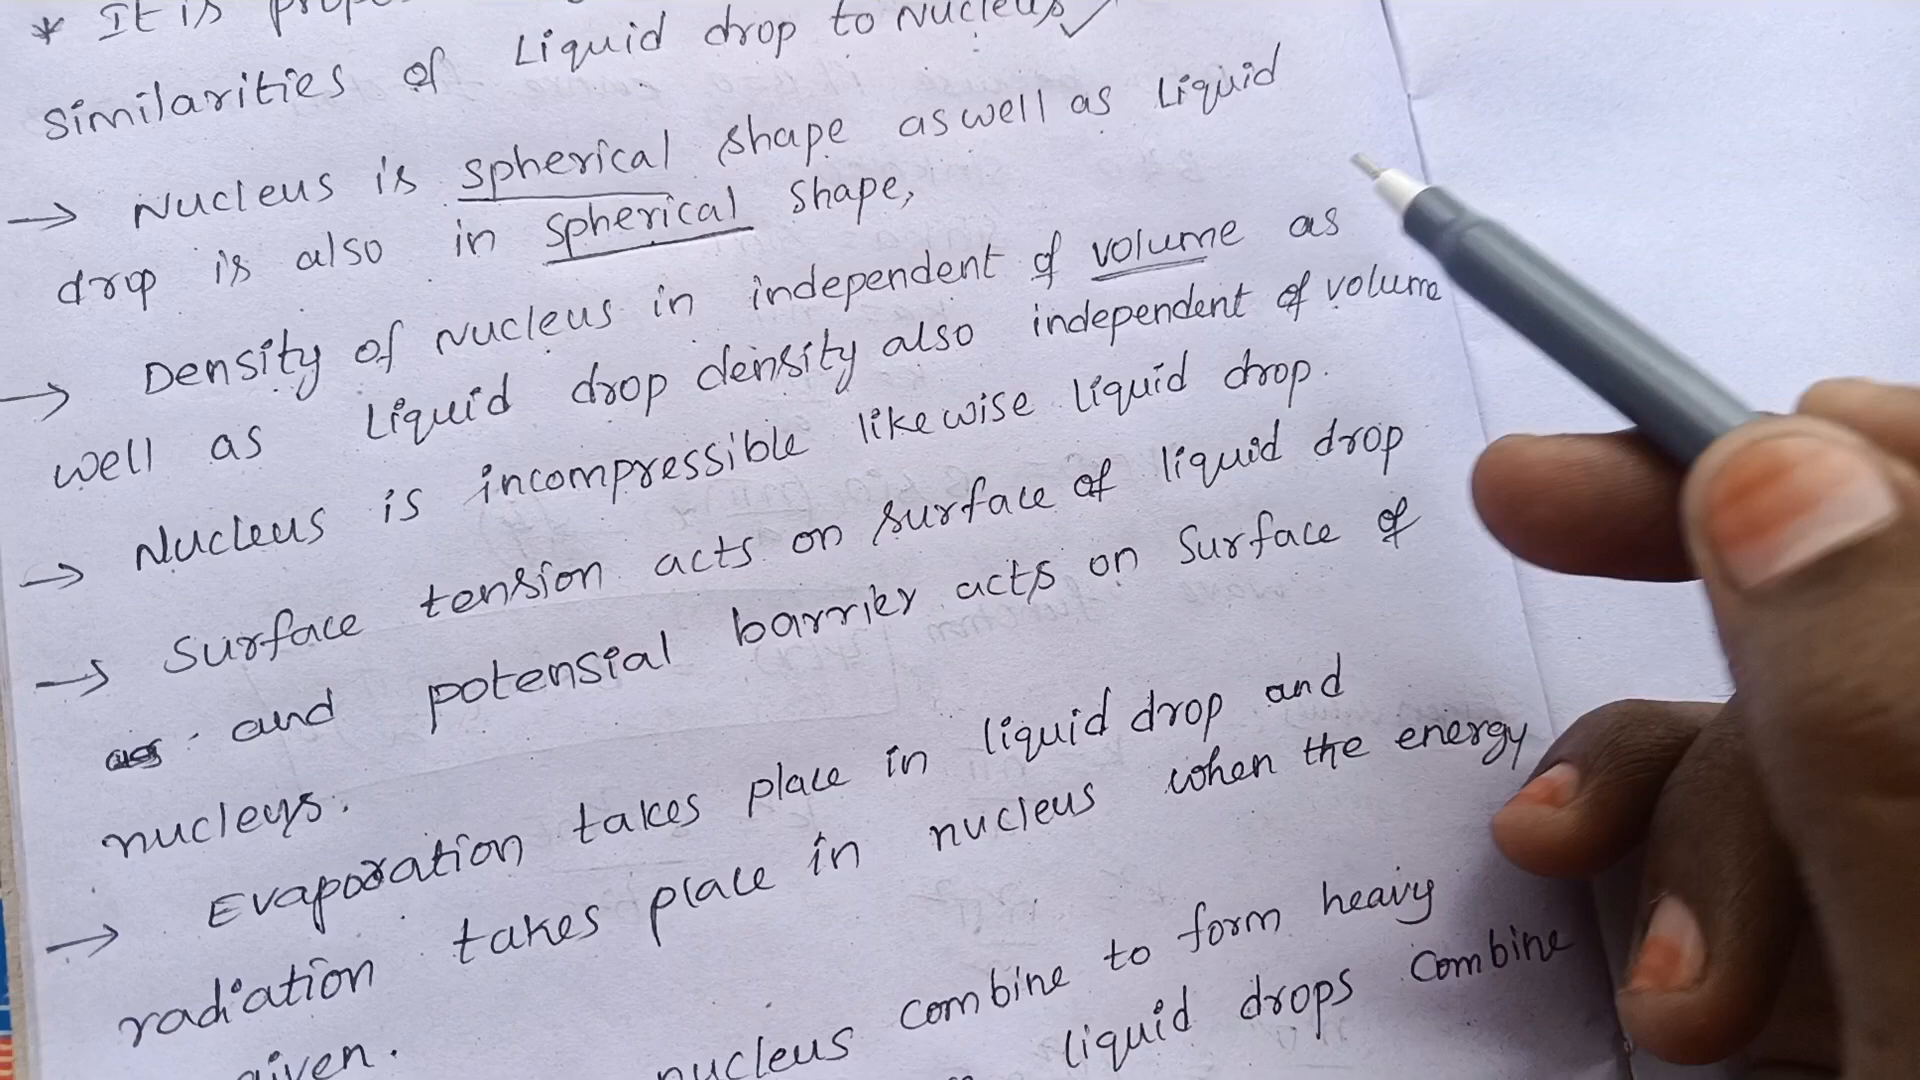 * It is
Similarities of Liquid drop to Nucleus ✓
→ Nucleus is spherical shape aswell as Liquid
drop is also in spherical shape,
→ Density of Nucleus in independent of volume as
well as Liquid drop density also independent of volume
→ Nucleus is incompressible likewise liquid drop.
→ Surface tension acts on surface of liquid drop
and potensial barrier acts on Surface of
nucleus.
→ Evaporation takes place in liquid drop and
radiation takes place in nucleus when the energy
given.
nucleus combine to form heavy
liquid drops combine